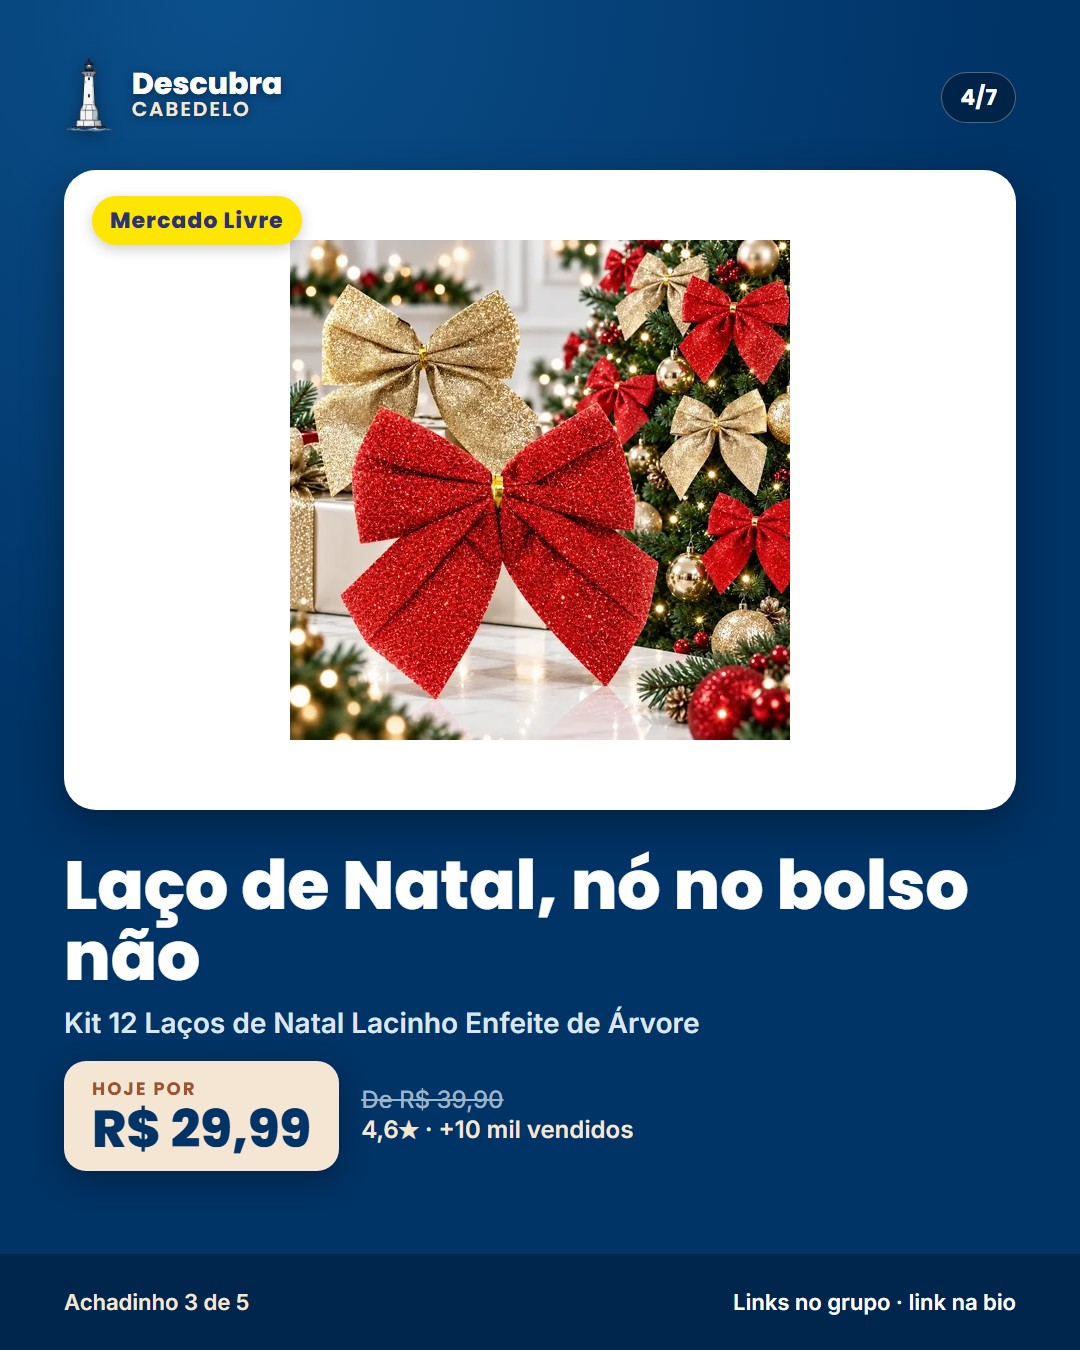 Descubra
CABEDELO
4/7
Mercado Livre
Laço de Natal, nó no bolso
não
Kit 12 Laços de Natal Lacinho Enfeite de Árvore
HOJE POR
R$ 29,99
De R$ 39,90
4,6★ · +10 mil vendidos
Achadinho 3 de 5
Links no grupo · link na bio